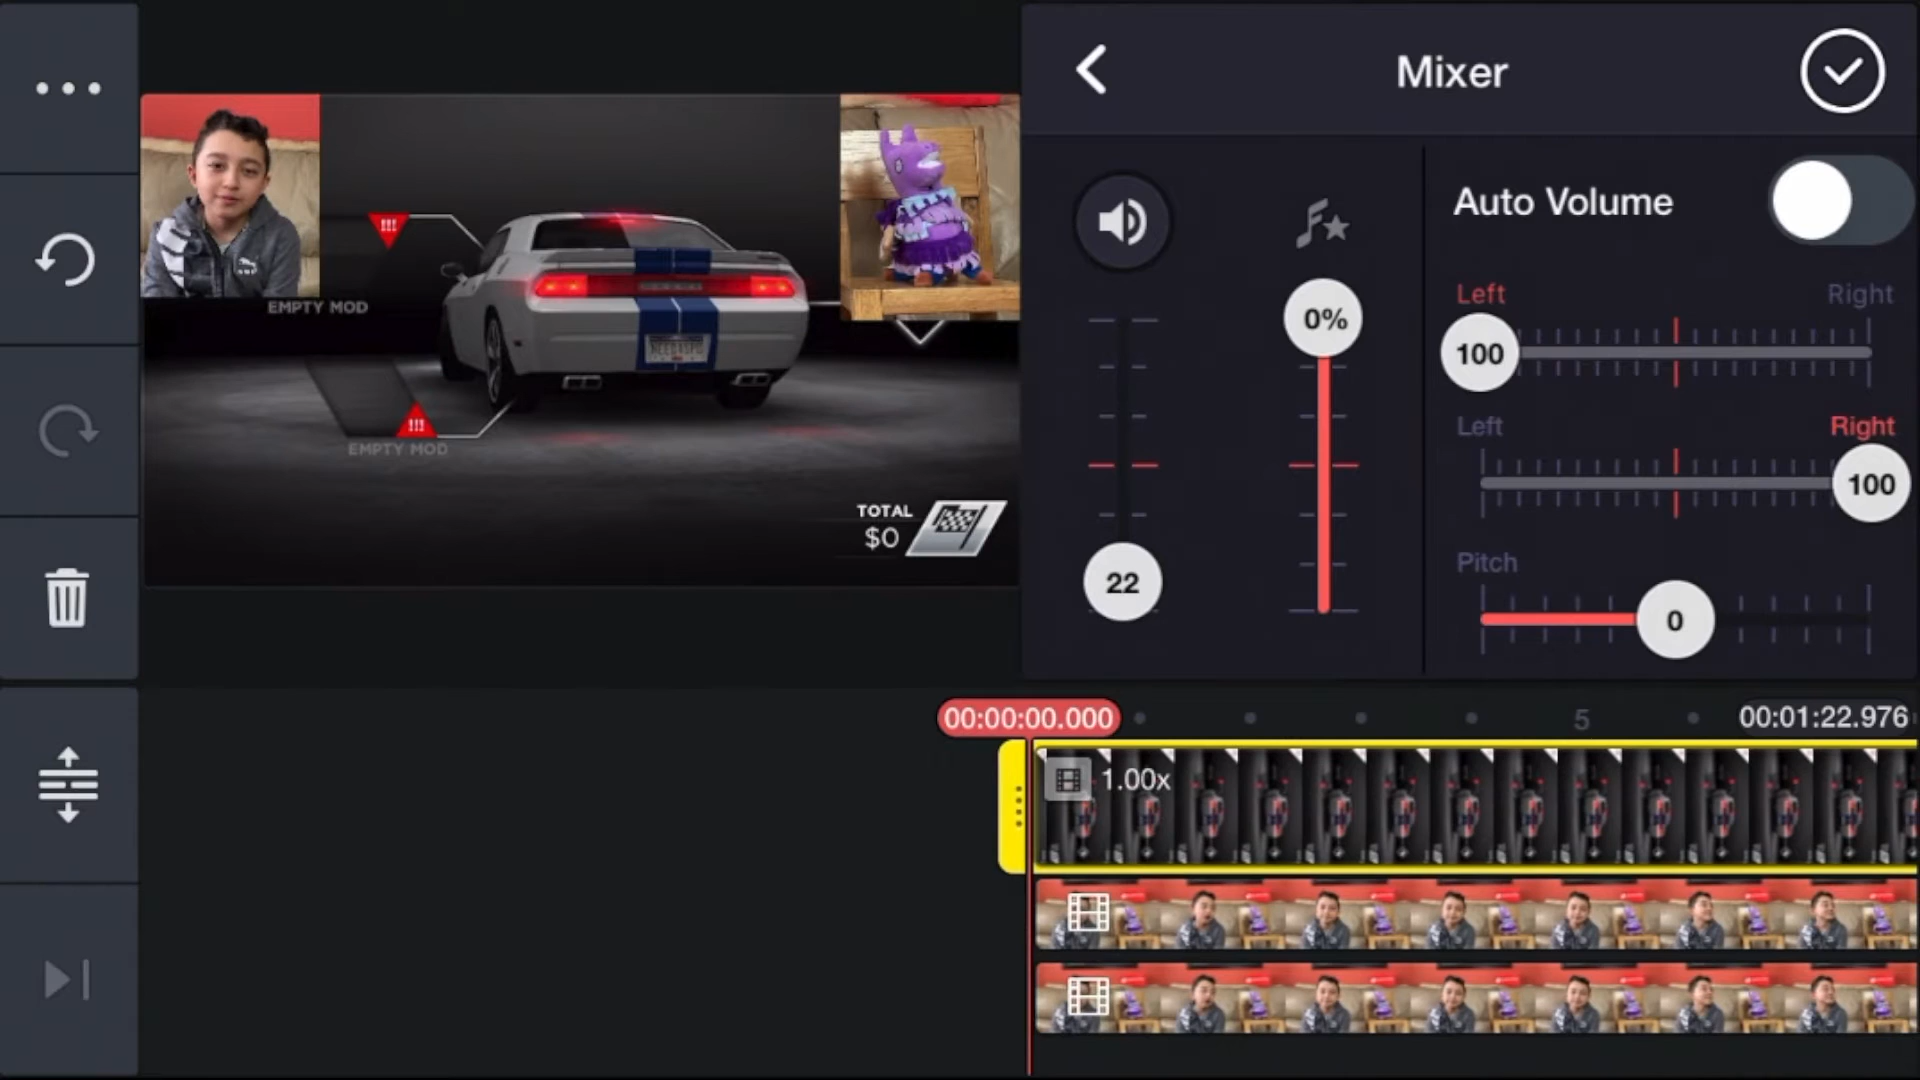 Mixer
Auto Volume
Left
Right
100
0%
Left
Right
100
22
Pitch
0
!!!
EMPTY MOD
!!!
EMPTY MOD
TOTAL
$0
00:00:00.000
5
00:01:22.976
1.00x